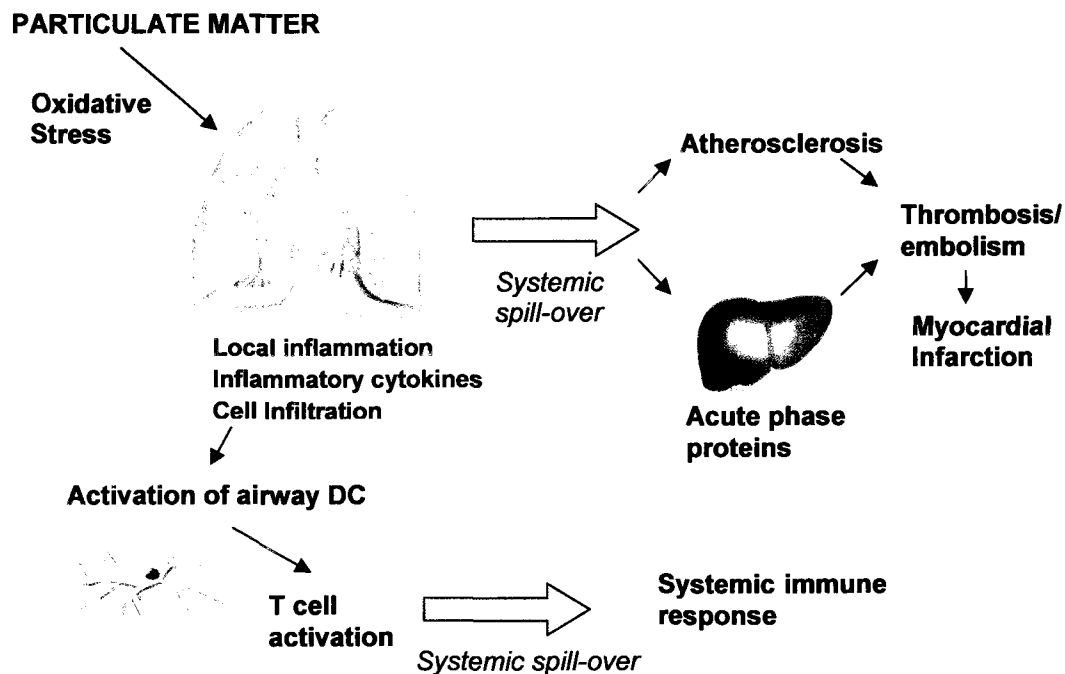 PARTICULATE MATTER
Oxidative
Stress
Atherosclerosis
Thrombosis/
embolism
Systemic
spill-over
Myocardial
Infarction
Local inflammation
Inflammatory cytokines
Cell Infiltration
Acute phase
proteins
Activation of airway DC
T cell
activation
Systemic immune
response
Systemic spill-over